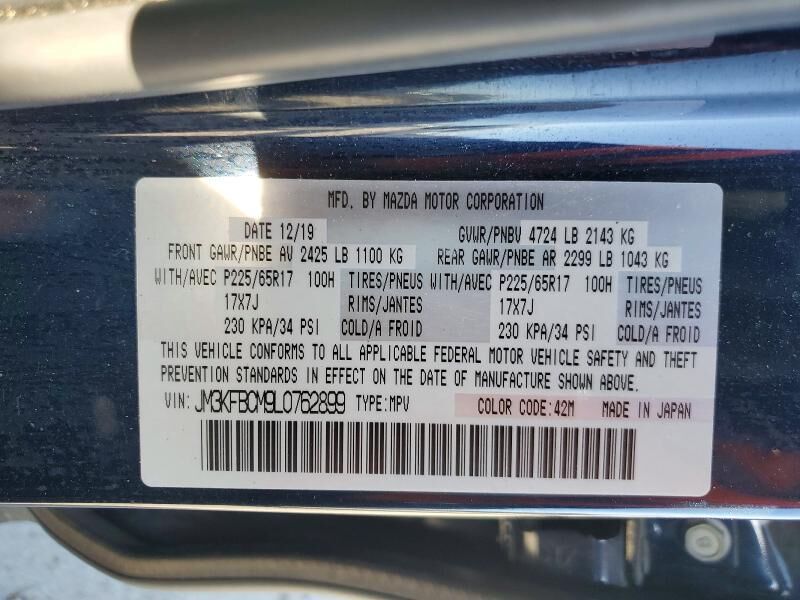 MFD. BY MAZDA MOTOR CORPORATION
DATE 12/19 GVWR/PNBV 4724 LB 2143 KG
FRONT GAWR/PNBE AV 2425 LB 1100 KG REAR GAWR/PNBE AR 2299 LB 1043 KG
WITH/AVEC P225/65R17 100H TIRES/PNEUS WITH/AVEC P225/65R17 100H TIRES/PNEUS
17X7J RIMS/JANTES 17X7J RIMS/JANTES
230 KPA/34 PSI COLD/A FROID 230 KPA/34 PSI COLD/A FROID
THIS VEHICLE CONFORMS TO ALL APPLICABLE FEDERAL MOTOR VEHICLE SAFETY AND THEFT
PREVENTION STANDARDS IN EFFECT ON THE DATE OF MANUFACTURE SHOWN ABOVE.
VIN: JM3KFBCM9L0762899 TYPE:MPV COLOR CODE:42M MADE IN JAPAN